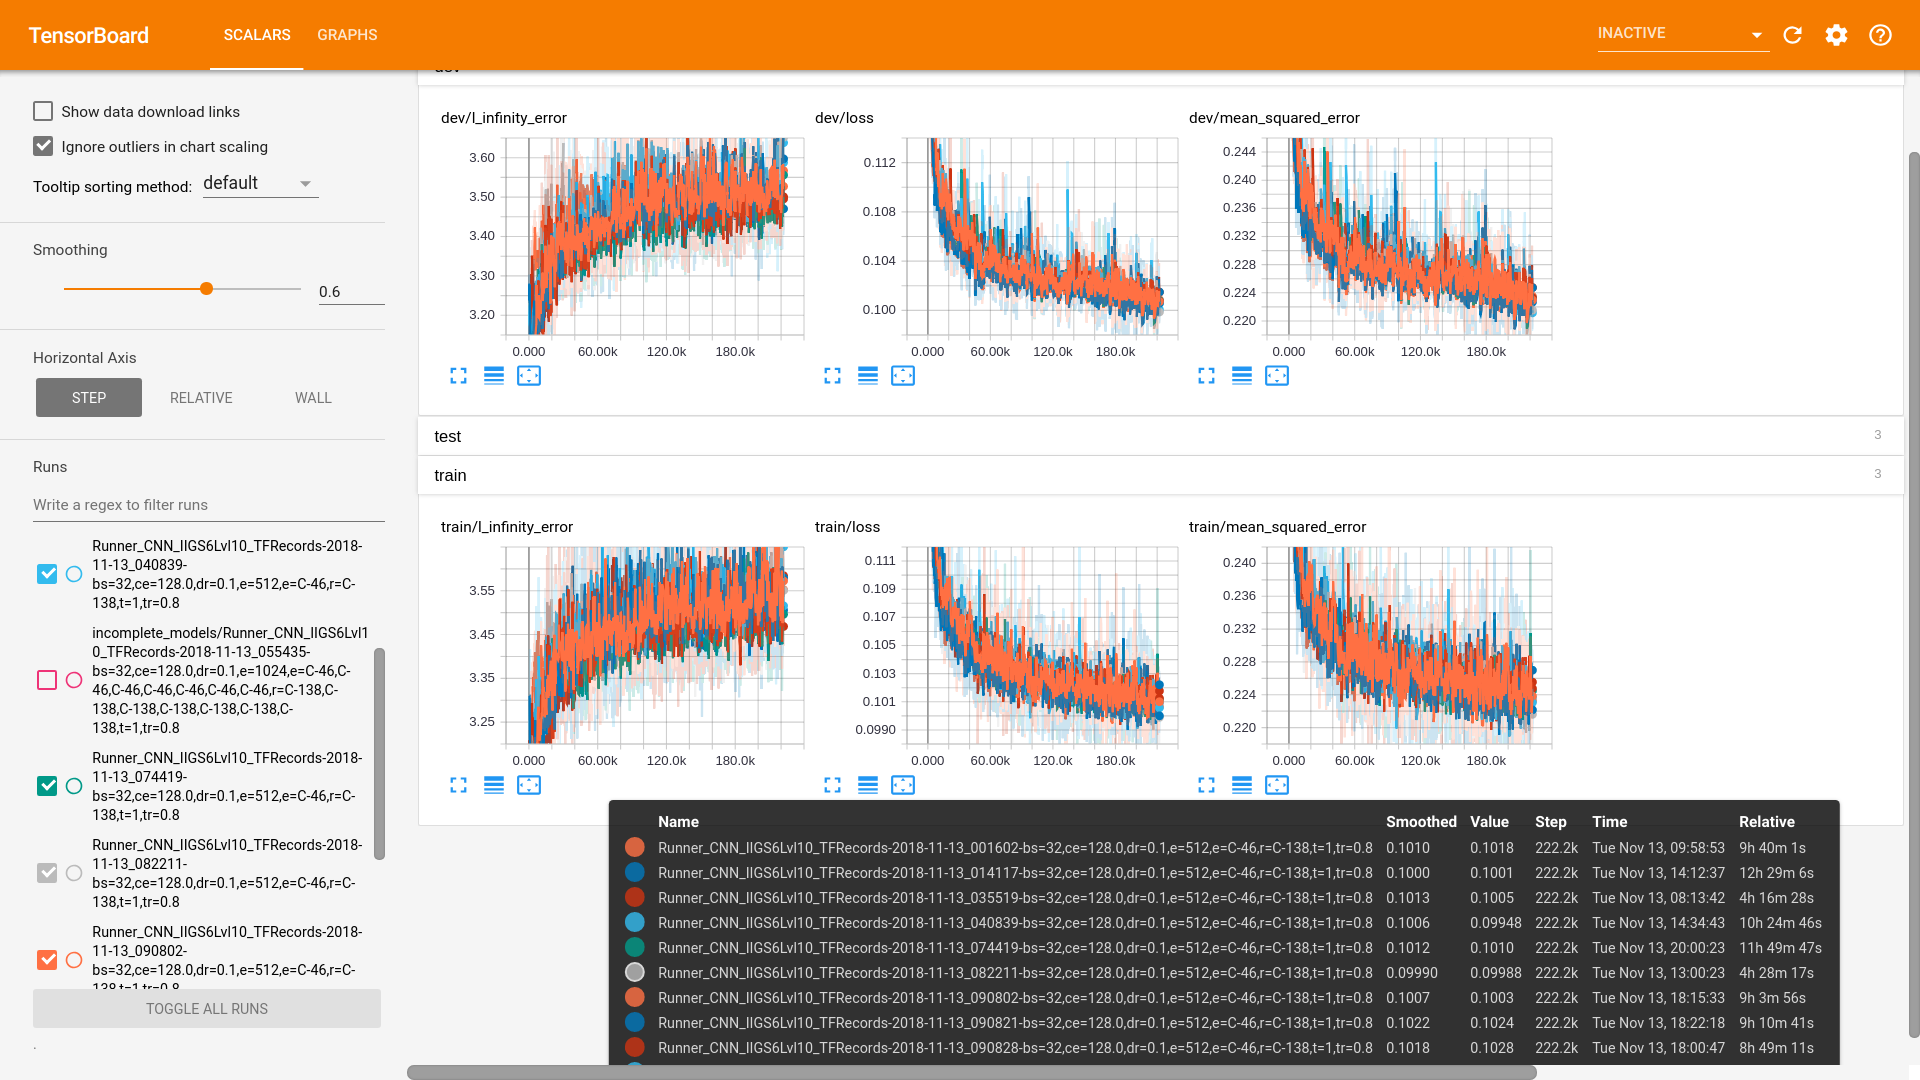 TensorBoard
SCALARS
GRAPHS
INACTIVE
Show data download links
Ignore outliers in chart scaling
Tooltip sorting method: default
Smoothing
0.6
Horizontal Axis
STEP
RELATIVE
WALL
Runs
Write a regex to filter runs
Runner_CNN_IIGS6Lvl10_TFRecords-2018-
11-13_040839-
bs=32,ce=128.0,dr=0.1,e=512,e=C-46,r=C-
138,t=1,tr=0.8
incomplete_models/Runner_CNN_IIGS6Lvl1
0_TFRecords-2018-11-13_055435-
bs=32,ce=128.0,dr=0.1,e=1024,e=C-46,C-
46,C-46,C-46,C-46,C-46,C-46,r=C-138,C-
138,C-138,C-138,C-138,C-138,C-
138,t=1,tr=0.8
Runner_CNN_IIGS6Lvl10_TFRecords-2018-
11-13_074419-
bs=32,ce=128.0,dr=0.1,e=512,e=C-46,r=C-
138,t=1,tr=0.8
Runner_CNN_IIGS6Lvl10_TFRecords-2018-
11-13_082211-
bs=32,ce=128.0,dr=0.1,e=512,e=C-46,r=C-
138,t=1,tr=0.8
Runner_CNN_IIGS6Lvl10_TFRecords-2018-
11-13_090802-
bs=32,ce=128.0,dr=0.1,e=512,e=C-46,r=C-
138,t=1,tr=0.8
TOGGLE ALL RUNS
.
dev
dev/l_infinity_error
3.60
3.50
3.40
3.30
3.20
0.000 60.00k 120.0k 180.0k
dev/loss
0.112
0.108
0.104
0.100
0.000 60.00k 120.0k 180.0k
dev/mean_squared_error
0.244
0.240
0.236
0.232
0.228
0.224
0.220
0.000 60.00k 120.0k 180.0k
test 3
train 3
train/l_infinity_error
3.55
3.45
3.35
3.25
0.000 60.00k 120.0k 180.0k
train/loss
0.111
0.109
0.107
0.105
0.103
0.101
0.0990
0.000 60.00k 120.0k 180.0k
train/mean_squared_error
0.240
0.236
0.232
0.228
0.224
0.220
0.000 60.00k 120.0k 180.0k
Name Smoothed Value Step Time Relative
Runner_CNN_IIGS6Lvl10_TFRecords-2018-11-13_001602-bs=32,ce=128.0,dr=0.1,e=512,e=C-46,r=C-138,t=1,tr=0.8 0.1010 0.1018 222.2k Tue Nov 13, 09:58:53 9h 40m 1s
Runner_CNN_IIGS6Lvl10_TFRecords-2018-11-13_014117-bs=32,ce=128.0,dr=0.1,e=512,e=C-46,r=C-138,t=1,tr=0.8 0.1000 0.1001 222.2k Tue Nov 13, 14:12:37 12h 29m 6s
Runner_CNN_IIGS6Lvl10_TFRecords-2018-11-13_035519-bs=32,ce=128.0,dr=0.1,e=512,e=C-46,r=C-138,t=1,tr=0.8 0.1013 0.1005 222.2k Tue Nov 13, 08:13:42 4h 16m 28s
Runner_CNN_IIGS6Lvl10_TFRecords-2018-11-13_040839-bs=32,ce=128.0,dr=0.1,e=512,e=C-46,r=C-138,t=1,tr=0.8 0.1006 0.09948 222.2k Tue Nov 13, 14:34:43 10h 24m 46s
Runner_CNN_IIGS6Lvl10_TFRecords-2018-11-13_074419-bs=32,ce=128.0,dr=0.1,e=512,e=C-46,r=C-138,t=1,tr=0.8 0.1012 0.1010 222.2k Tue Nov 13, 20:00:23 11h 49m 47s
Runner_CNN_IIGS6Lvl10_TFRecords-2018-11-13_082211-bs=32,ce=128.0,dr=0.1,e=512,e=C-46,r=C-138,t=1,tr=0.8 0.09990 0.09988 222.2k Tue Nov 13, 13:00:23 4h 28m 17s
Runner_CNN_IIGS6Lvl10_TFRecords-2018-11-13_090802-bs=32,ce=128.0,dr=0.1,e=512,e=C-46,r=C-138,t=1,tr=0.8 0.1007 0.1003 222.2k Tue Nov 13, 18:15:33 9h 3m 56s
Runner_CNN_IIGS6Lvl10_TFRecords-2018-11-13_090821-bs=32,ce=128.0,dr=0.1,e=512,e=C-46,r=C-138,t=1,tr=0.8 0.1022 0.1024 222.2k Tue Nov 13, 18:22:18 9h 10m 41s
Runner_CNN_IIGS6Lvl10_TFRecords-2018-11-13_090828-bs=32,ce=128.0,dr=0.1,e=512,e=C-46,r=C-138,t=1,tr=0.8 0.1018 0.1028 222.2k Tue Nov 13, 18:00:47 8h 49m 11s